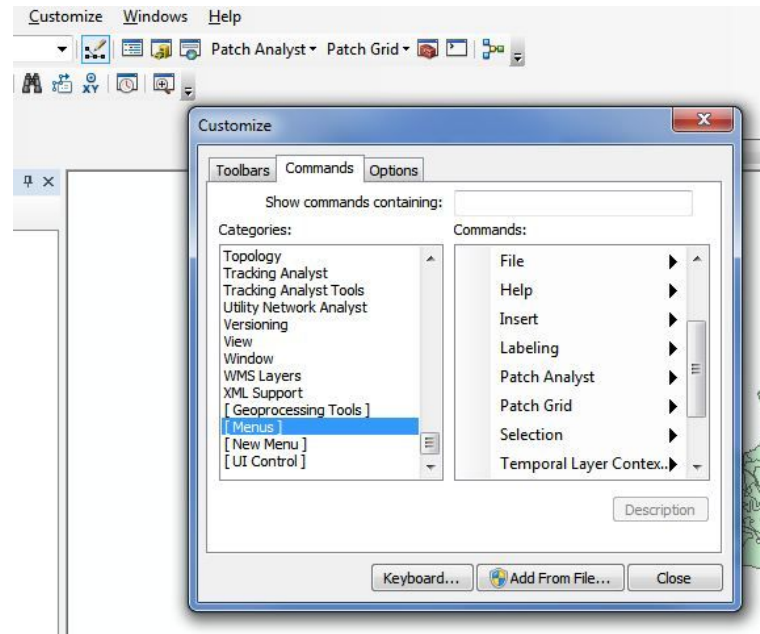 Customize Windows Help
Patch Analyst Patch Grid
XY
Customize
Toolbars Commands Options
Show commands containing:
Categories: Commands:
Topology
Tracking Analyst
Tracking Analyst Tools
Utility Network Analyst
Versioning
View
Window
WMS Layers
XML Support
[ Geoprocessing Tools ]
[ Menus ]
[ New Menu ]
[ UI Control ]
File
Help
Insert
Labeling
Patch Analyst
Patch Grid
Selection
Temporal Layer Contex..
Description
Keyboard... Add From File... Close